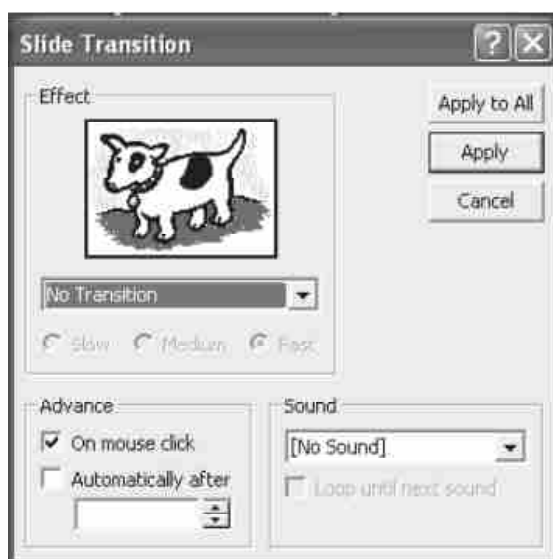 Slide Transition
Effect
Apply to All
Apply
Cancel
No Transition
Slow Medium Fast
Advance
On mouse click
Automatically after
Sound
[No Sound]
Loop until next sound